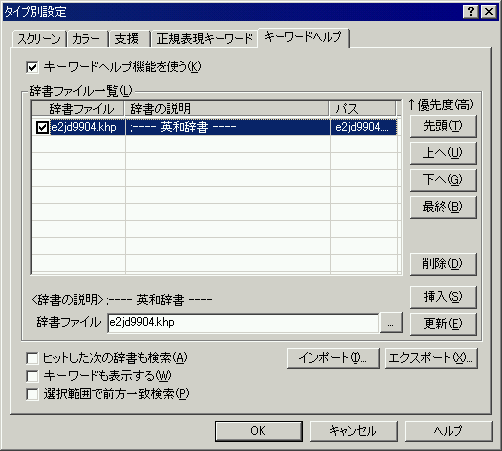 タイプ別設定
スクリーン カラー 支援 正規表現キーワード キーワードヘルプ
キーワードヘルプ機能を使う(K)
辞書ファイル一覧(L)
辞書ファイル 辞書の説明 パス
↑優先度(高)
e2jd9904.khp ;---- 英和辞書 ---- e2jd9904....
先頭(T)
上へ(U)
下へ(G)
最終(B)
削除(D)
挿入(S)
更新(E)
<辞書の説明> ;---- 英和辞書 ----
辞書ファイル e2jd9904.khp ...
ヒットした次の辞書も検索(A)
インポート(I)... エクスポート(X)...
キーワードも表示する(W)
選択範囲で前方一致検索(P)
OK キャンセル ヘルプ